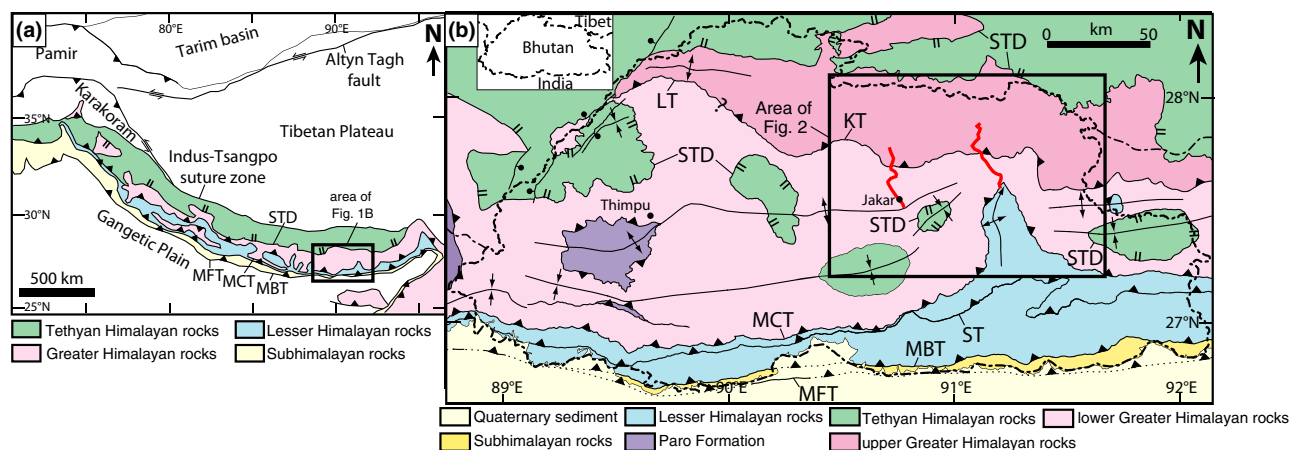 (a)
80°E
90°E
N
Pamir
Tarim basin
Altyn Tagh
fault
Karakoram
35°N
Tibetan Plateau
Indus-Tsangpo
suture zone
area of
Fig. 1B
STD
30°N
Gangetic Plain
MFT
MCT
MBT
500 km
25°N
Tethyan Himalayan rocks
Lesser Himalayan rocks
Greater Himalayan rocks
Subhimalayan rocks
(b)
Tibet
Bhutan
India
STD
0 km 50
N
LT
Area of
Fig. 2
KT
28°N
?
STD
Jakar
Thimpu
STD
STD
MCT
ST
27°N
MBT
MFT
89°E
90°E
91°E
92°E
Quaternary sediment
Lesser Himalayan rocks
Tethyan Himalayan rocks
lower Greater Himalayan rocks
Subhimalayan rocks
Paro Formation
upper Greater Himalayan rocks